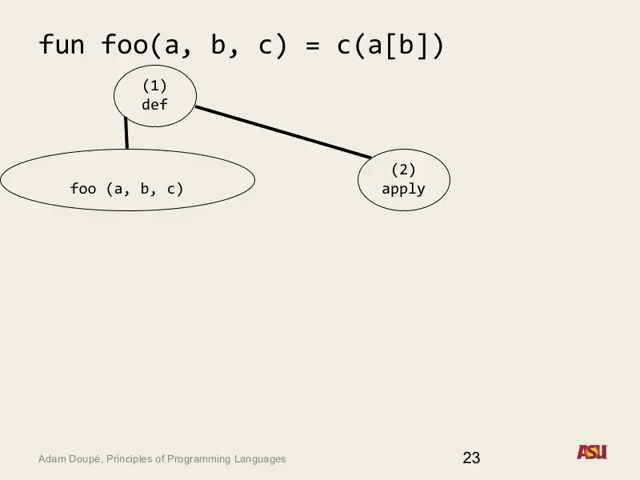 fun foo(a, b, c) = c(a[b])
(1)
def
foo (a, b, c)
(2)
apply
Adam Doupé, Principles of Programming Languages
23
ASU